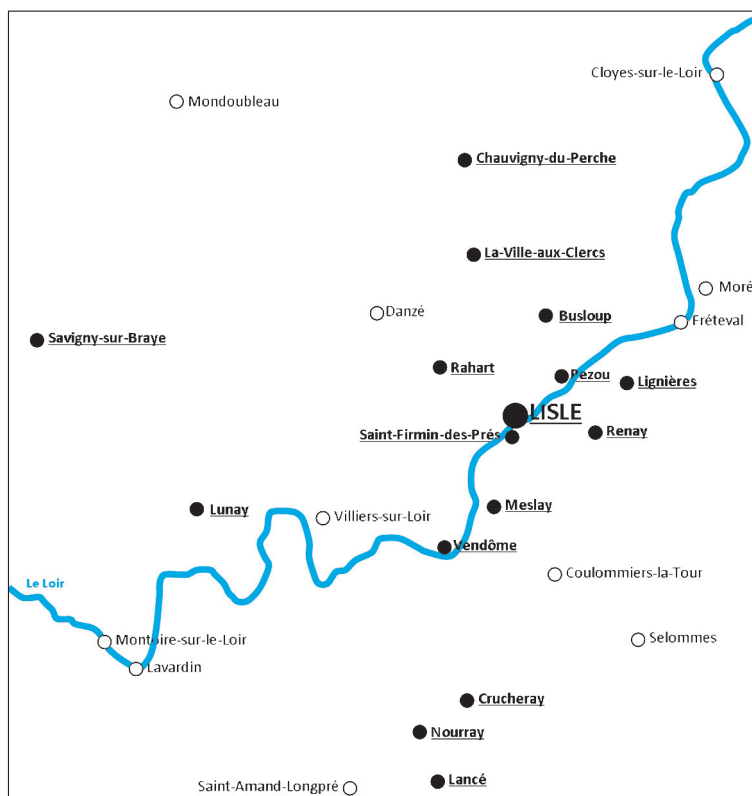 Cloyes-sur-le-Loir
Mondoubleau
Chauvigny-du-Perche
La-Ville-aux-Clercs
Moré
Danzé
Busloup
Fréteval
Savigny-sur-Braye
Rahart
Pezou
Lignières
LISLE
Saint-Firmin-des-Prés
Renay
Lunay
Villiers-sur-Loir
Meslay
Vendôme
Coulommiers-la-Tour
Le Loir
Montoire-sur-le-Loir
Selommes
Lavardin
Crucheray
Nourray
Lancé
Saint-Amand-Longpré